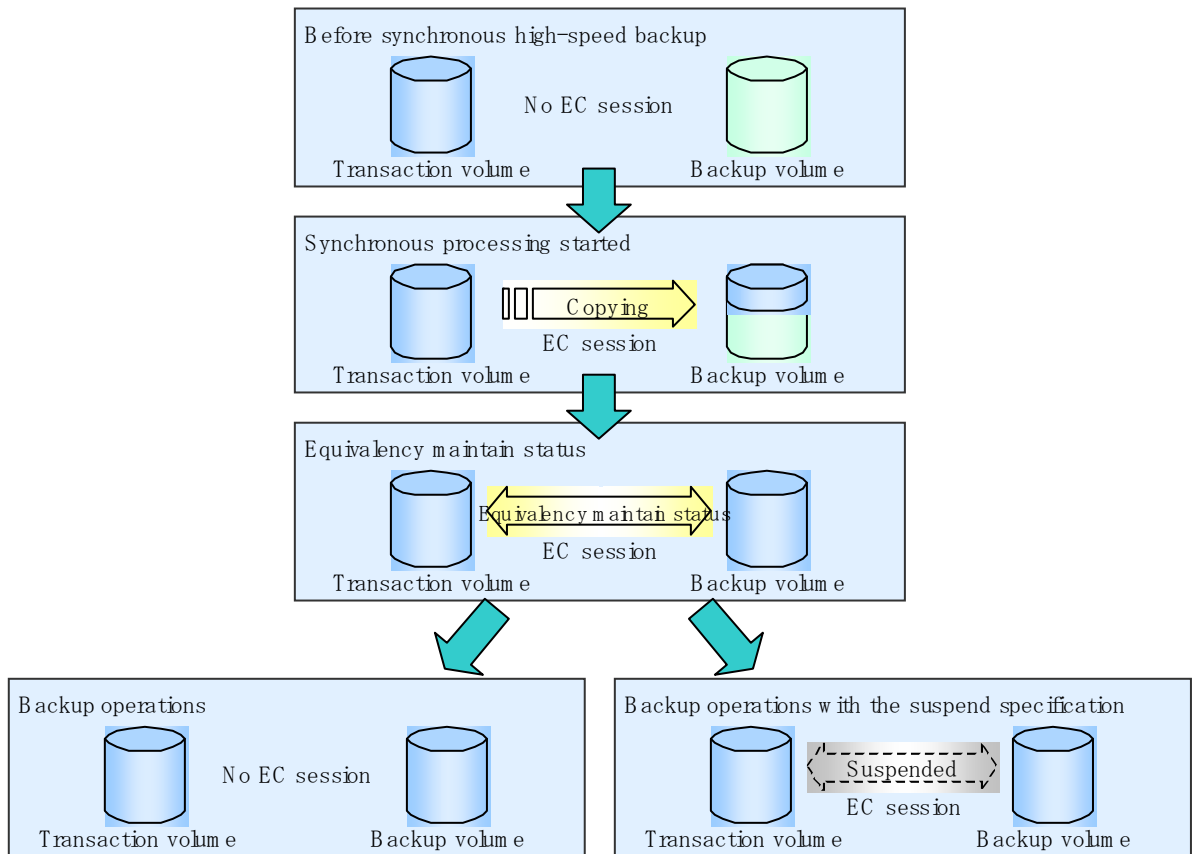 Before synchronous high-speed backup
No EC session
Transaction volume
Backup volume
Synchronous processing started
Copying
EC session
Transaction volume
Backup volume
Equivalency maintain status
Equivalency maintain status
EC session
Transaction volume
Backup volume
Backup operations
No EC session
Transaction volume
Backup volume
Backup operations with the suspend specification
Suspended
EC session
Transaction volume
Backup volume